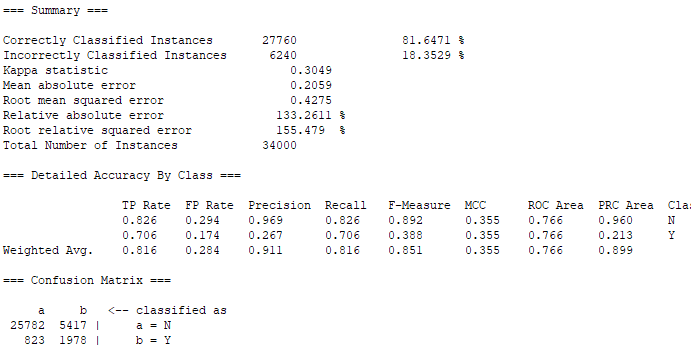 === Summary ===
Correctly Classified Instances 27760 81.6471 %
Incorrectly Classified Instances 6240 18.3529 %
Kappa statistic 0.3049
Mean absolute error 0.2059
Root mean squared error 0.4275
Relative absolute error 133.2611 %
Root relative squared error 155.479 %
Total Number of Instances 34000
=== Detailed Accuracy By Class ===
TP Rate FP Rate Precision Recall F-Measure MCC ROC Area PRC Area Clas
0.826 0.294 0.969 0.826 0.892 0.355 0.766 0.960 N
0.706 0.174 0.267 0.706 0.388 0.355 0.766 0.213 Y
Weighted Avg. 0.816 0.284 0.911 0.816 0.851 0.355 0.766 0.899
=== Confusion Matrix ===
a b <-- classified as
25782 5417 | a = N
823 1978 | b = Y